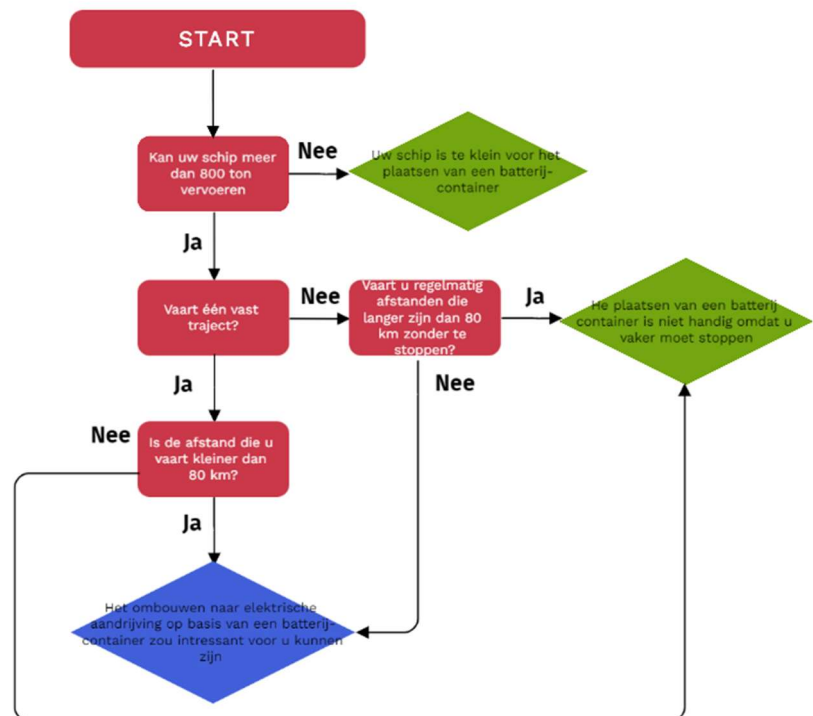 START
Kan uw schip meer
dan 800 ton
vervoeren
Nee
Uw schip is te klein voor het
plaatsen van een batterij-
container
Ja
Vaart één vast
traject?
Nee
Vaart u regelmatig
afstanden die
langer zijn dan 80
km zonder te
stoppen?
Ja
He plaatsen van een batterij
container is niet handig omdat u
vaker moet stoppen
Ja
Nee
Nee
Is de afstand die u
vaart kleiner dan
80 km?
Ja
Het ombouwen naar elektrische
aandrijving op basis van een batterij-
container zou intressant voor u kunnen
zijn